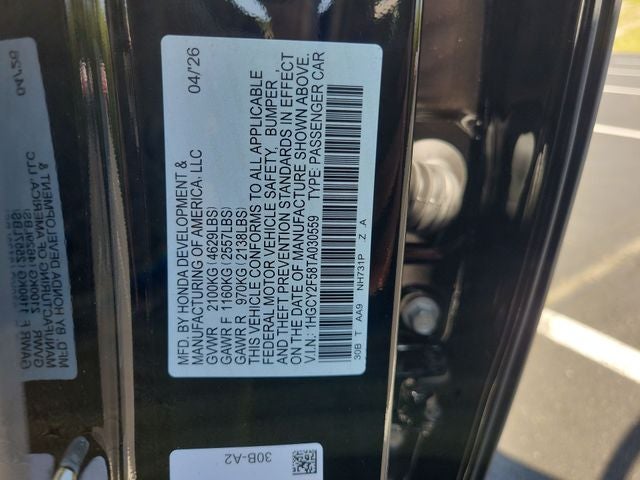 MFD. BY HONDA DEVELOPMENT & 04/26
MANUFACTURING OF AMERICA, LLC
GVWR 2100KG(4629LBS)
GAWR F 1160KG(2557LBS)
GAWR R 970KG(2138LBS)
THIS VEHICLE CONFORMS TO ALL APPLICABLE
FEDERAL MOTOR VEHICLE SAFETY, BUMPER,
AND THEFT PREVENTION STANDARDS IN EFFECT
ON THE DATE OF MANUFACTURE SHOWN ABOVE.
V.I.N.: 1HGCY2F58TA030559 TYPE: PASSENGER CAR
30B T AA9 NH731P Z A
30B-A2